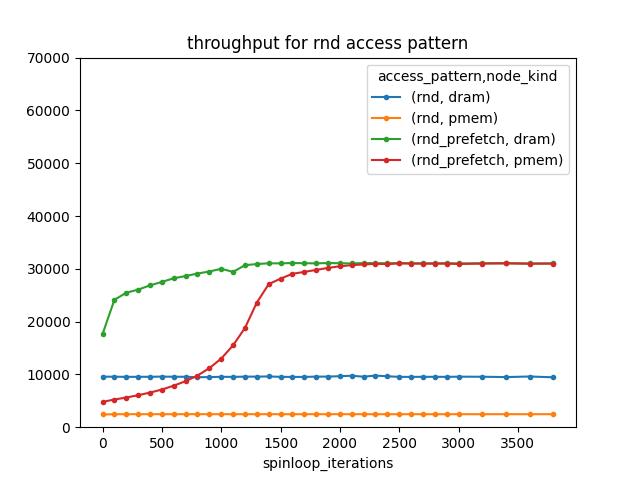 throughput for rnd access pattern
70000
60000
50000
40000
30000
20000
10000
0
access_pattern,node_kind
(rnd, dram)
(rnd, pmem)
(rnd_prefetch, dram)
(rnd_prefetch, pmem)
0 500 1000 1500 2000 2500 3000 3500
spinloop_iterations